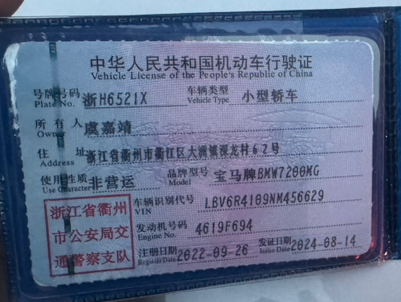 中华人民共和国机动车行驶证
Vehicle License of the People's Republic of China
号牌号码 浙H6521X 车辆类型 小型轿车
Plate No. Vehicle Type
所有人 虞嘉靖
Owner
住址 浙江省衢州市衢江区大洲镇深龙村62号
Address
使用性质 非营运 品牌型号 宝马牌BMW7200MG
Use Character Model
浙江省衢州
市公安局交
通警察支队
车辆识别代号 LBV6R4109NM456629
VIN
发动机号码 4619F694
Engine No.
注册日期 2022-09-26 发证日期 2024-08-14
Register Date Issue Date